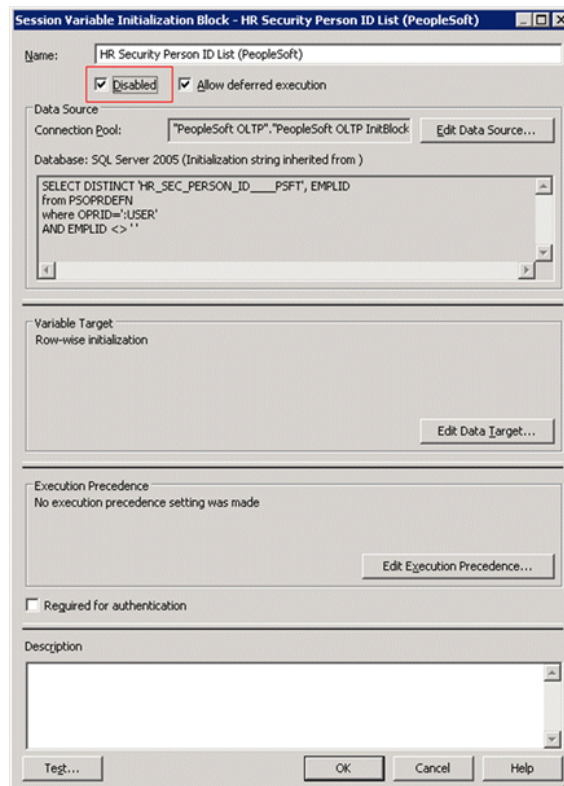 Session Variable Initialization Block - HR Security Person ID List (PeopleSoft)
Name: HR Security Person ID List (PeopleSoft)
Disabled Allow deferred execution
Data Source
Connection Pool: "PeopleSoft OLTP"."PeopleSoft OLTP InitBlock Edit Data Source...
Database: SQL Server 2005 (Initialization string inherited from )
SELECT DISTINCT 'HR_SEC_PERSON_ID____PSFT', EMPLID
from PSOPRDEFN
where OPRID=':USER'
AND EMPLID <> ' '
Variable Target
Row-wise initialization
Edit Data Target...
Execution Precedence
No execution precedence setting was made
Edit Execution Precedence...
Required for authentication
Description
Test... OK Cancel Help